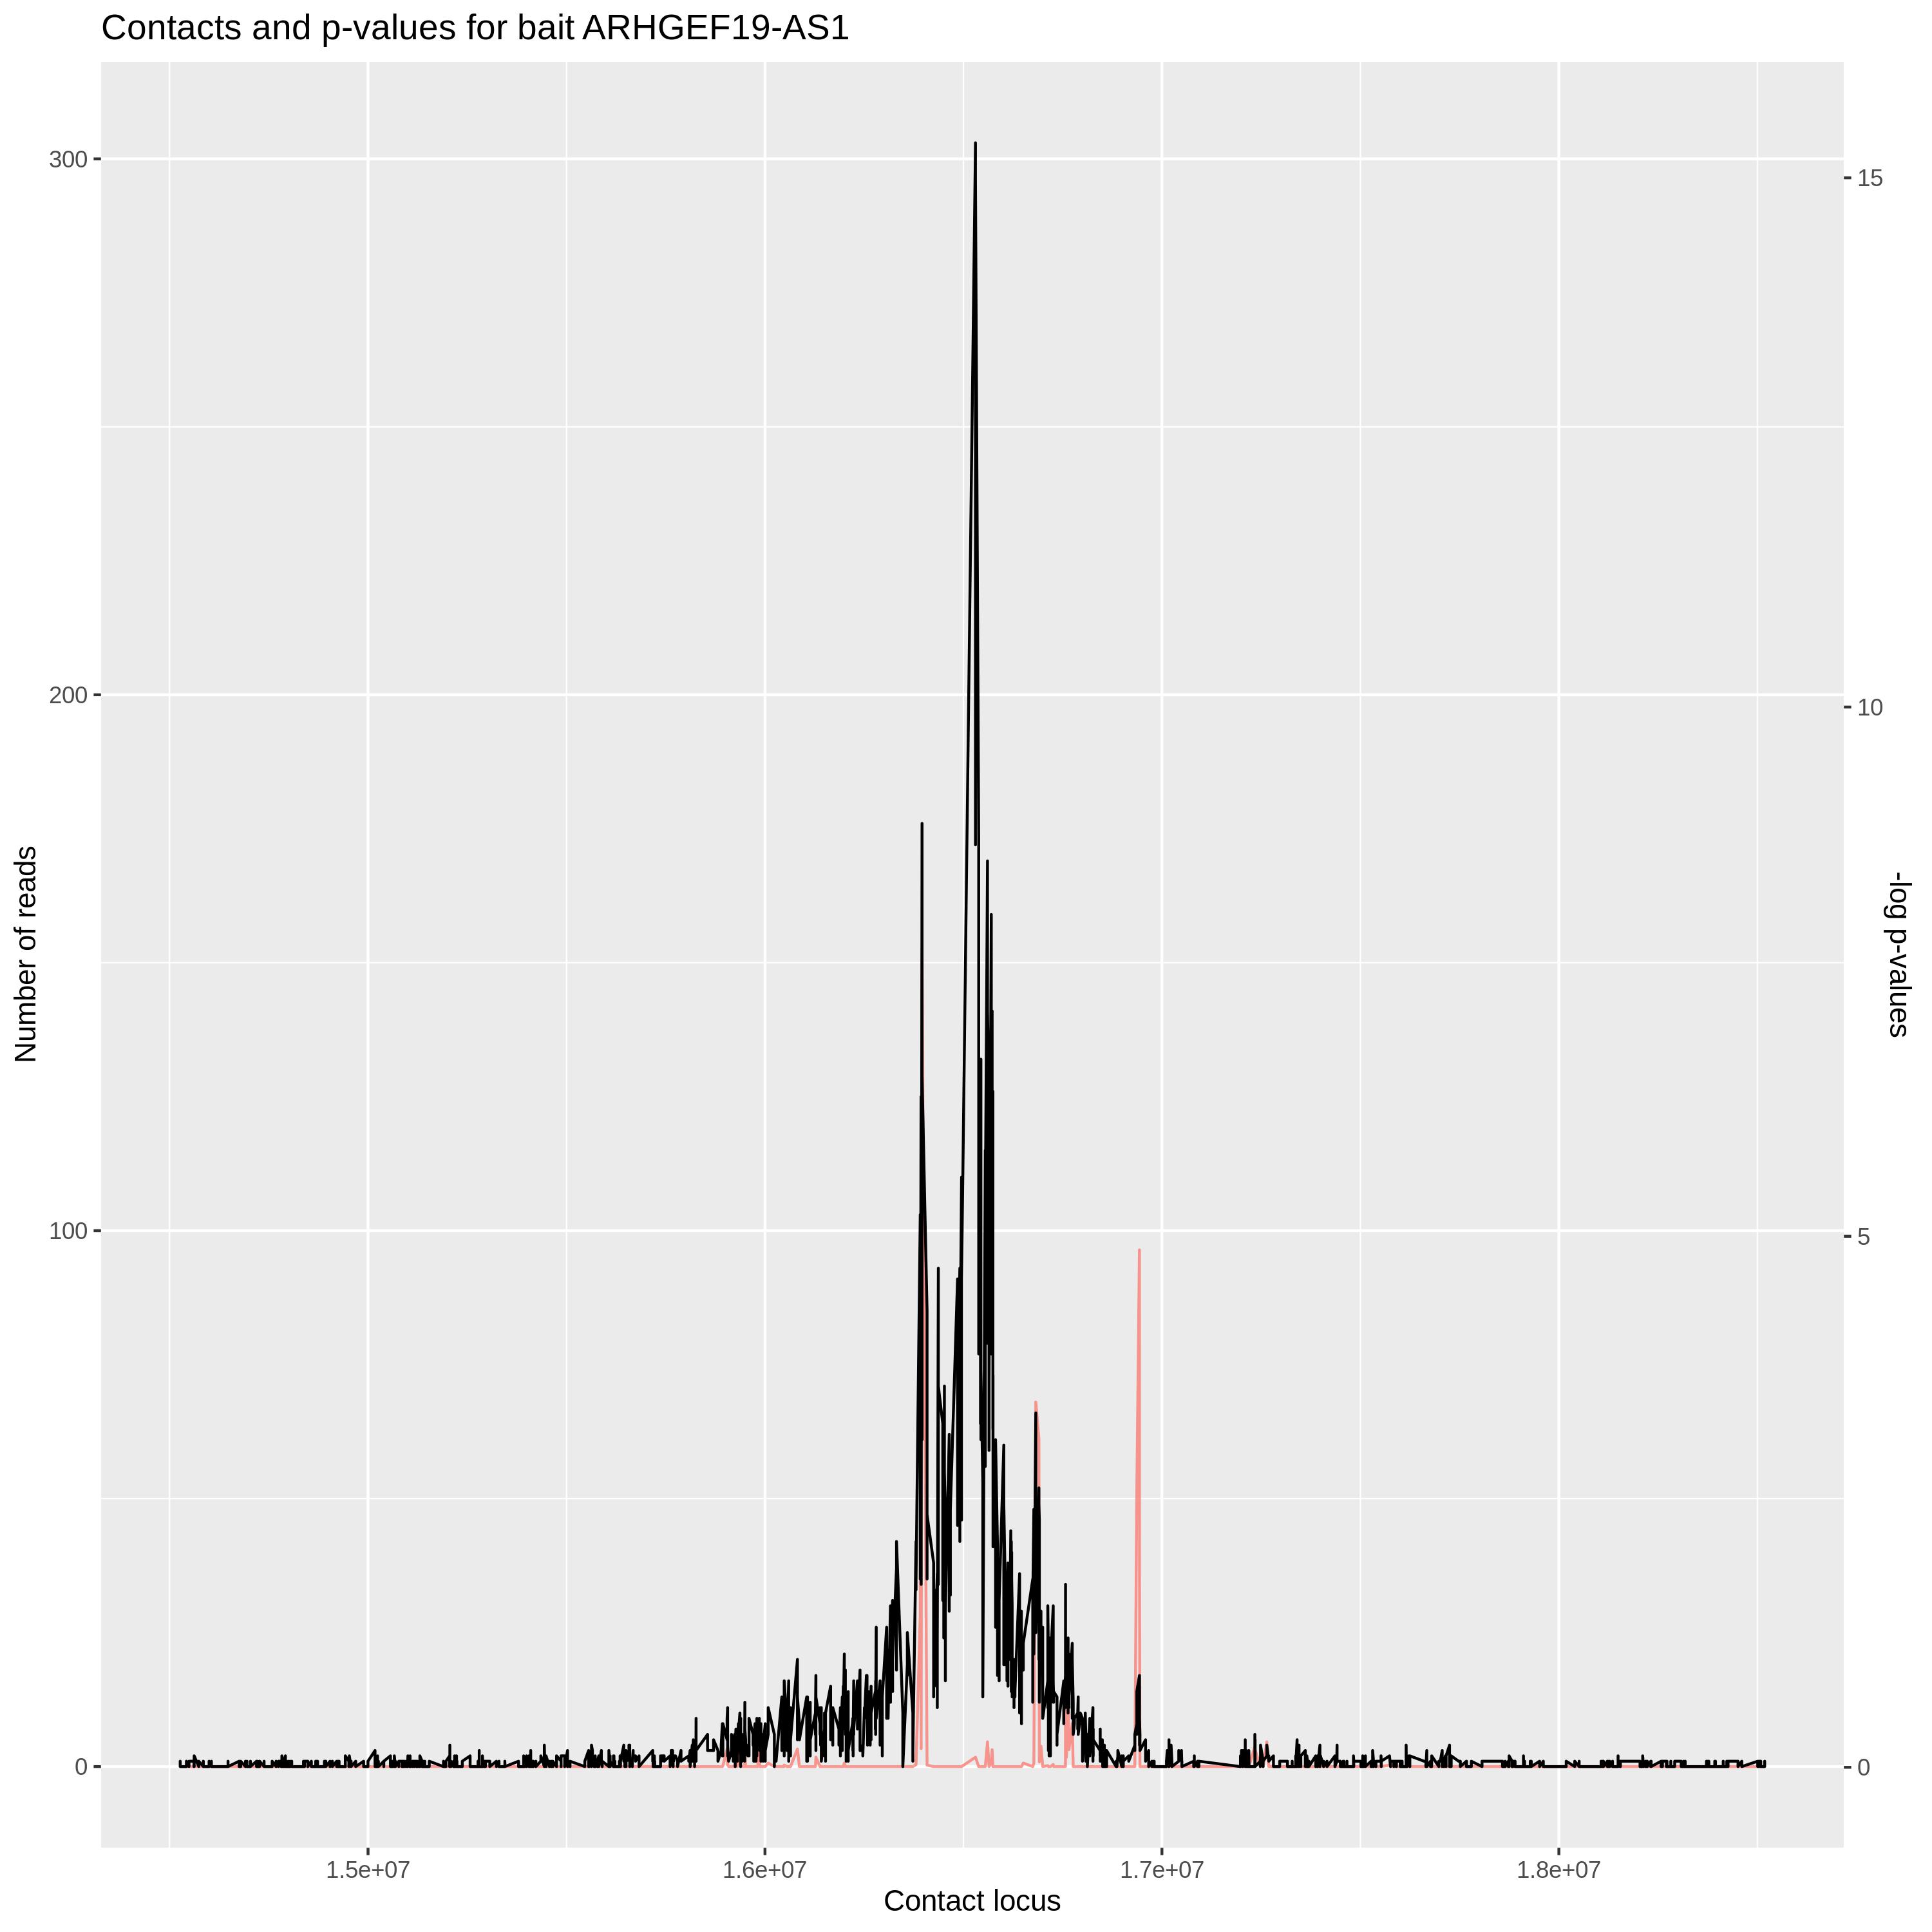 Contacts and p-values for bait ARHGEF19-AS1
300
200
100
0
Number of reads
15
10
5
0
-log p-values
1.5e+07
1.6e+07
1.7e+07
1.8e+07
Contact locus